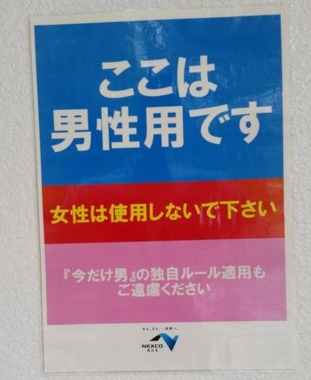 ここは
男性用です
女性は使用しないで下さい
『今だけ男』の独自ルール適用も
ご遠慮ください
NEXCO